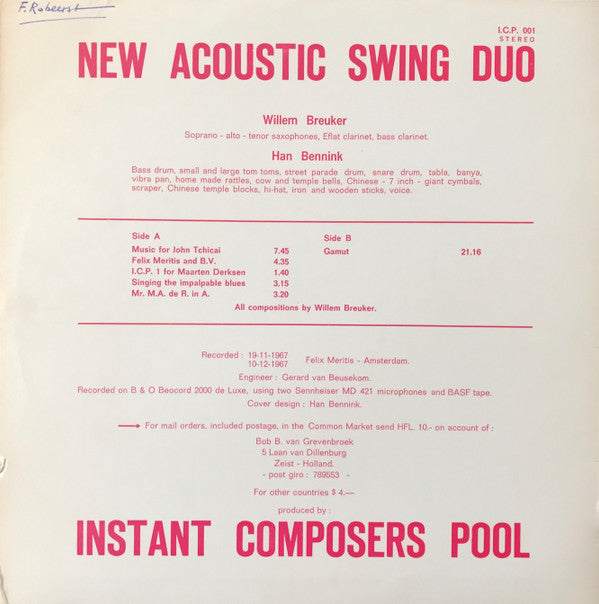 F. Robeerst
I.C.P. 001
STEREO
NEW ACOUSTIC SWING DUO
Willem Breuker
Soprano - alto - tenor saxophones, Eflat clarinet, bass clarinet.
Han Bennink
Bass drum, small and large tom toms, street parade drum, snare drum, tabla, banya,
vibra pan, home made rattles, cow and temple bells, Chinese - 7 inch - giant cymbals,
scraper, Chinese temple blocks, hi-hat, iron and wooden sticks, voice.
Side A
Music for John Tchicai 7.45
Felix Meritis and B.V. 4.35
I.C.P. 1 for Maarten Derksen 1.40
Singing the impalpable blues 3.15
Mr. M.A. de R. in A. 3.20
Side B
Gamut 21.16
All compositions by Willem Breuker.
Recorded : 19-11-1967
10-12-1967 Felix Meritis - Amsterdam.
Engineer : Gerard van Beusekom.
Recorded on B & O Beocord 2000 de Luxe, using two Sennheiser MD 421 microphones and BASF tape.
Cover design : Han Bennink.
For mail orders, included postage, in the Common Market send HFL. 10.- on account of :
Bob B. van Grevenbroek
5 Laan van Dillenburg
Zeist - Holland.
- post giro : 789553 -
For other countries $ 4.—
produced by :
INSTANT COMPOSERS POOL